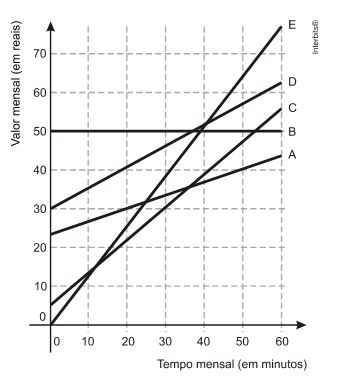 Valor mensal (em reais)
Interbits®
70
60
50
40
30
20
10
0
E
D
C
B
A
0 10 20 30 40 50 60
Tempo mensal (em minutos)